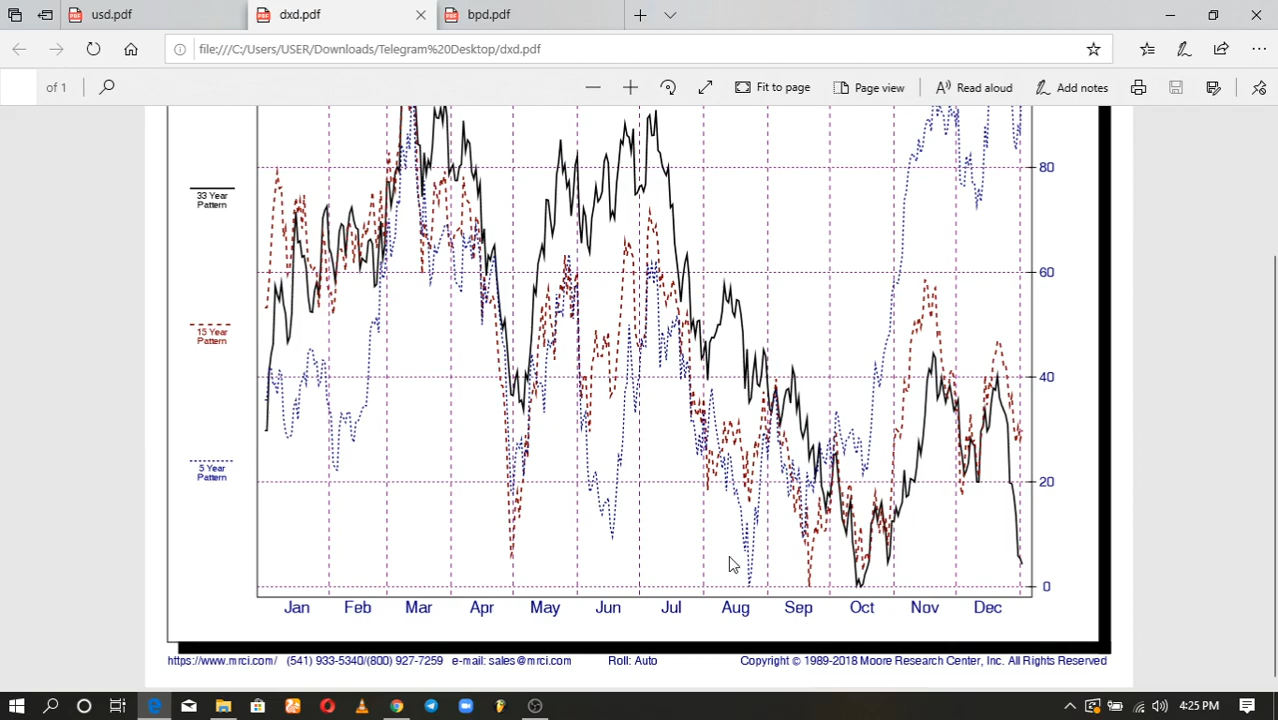 usd.pdf
dxd.pdf
bpd.pdf
file:///C:/Users/USER/Downloads/Telegram%20Desktop/dxd.pdf
of 1
Fit to page
Page view
Read aloud
Add notes
33 Year
Pattern
15 Year
Pattern
5 Year
Pattern
80
60
40
20
0
Jan Feb Mar Apr May Jun Jul Aug Sep Oct Nov Dec
https://www.mrci.com/ (541) 933-5340/(800) 927-7259 e-mail: sales@mrci.com Roll: Auto Copyright © 1989-2018 Moore Research Center, Inc. All Rights Reserved
4:25 PM